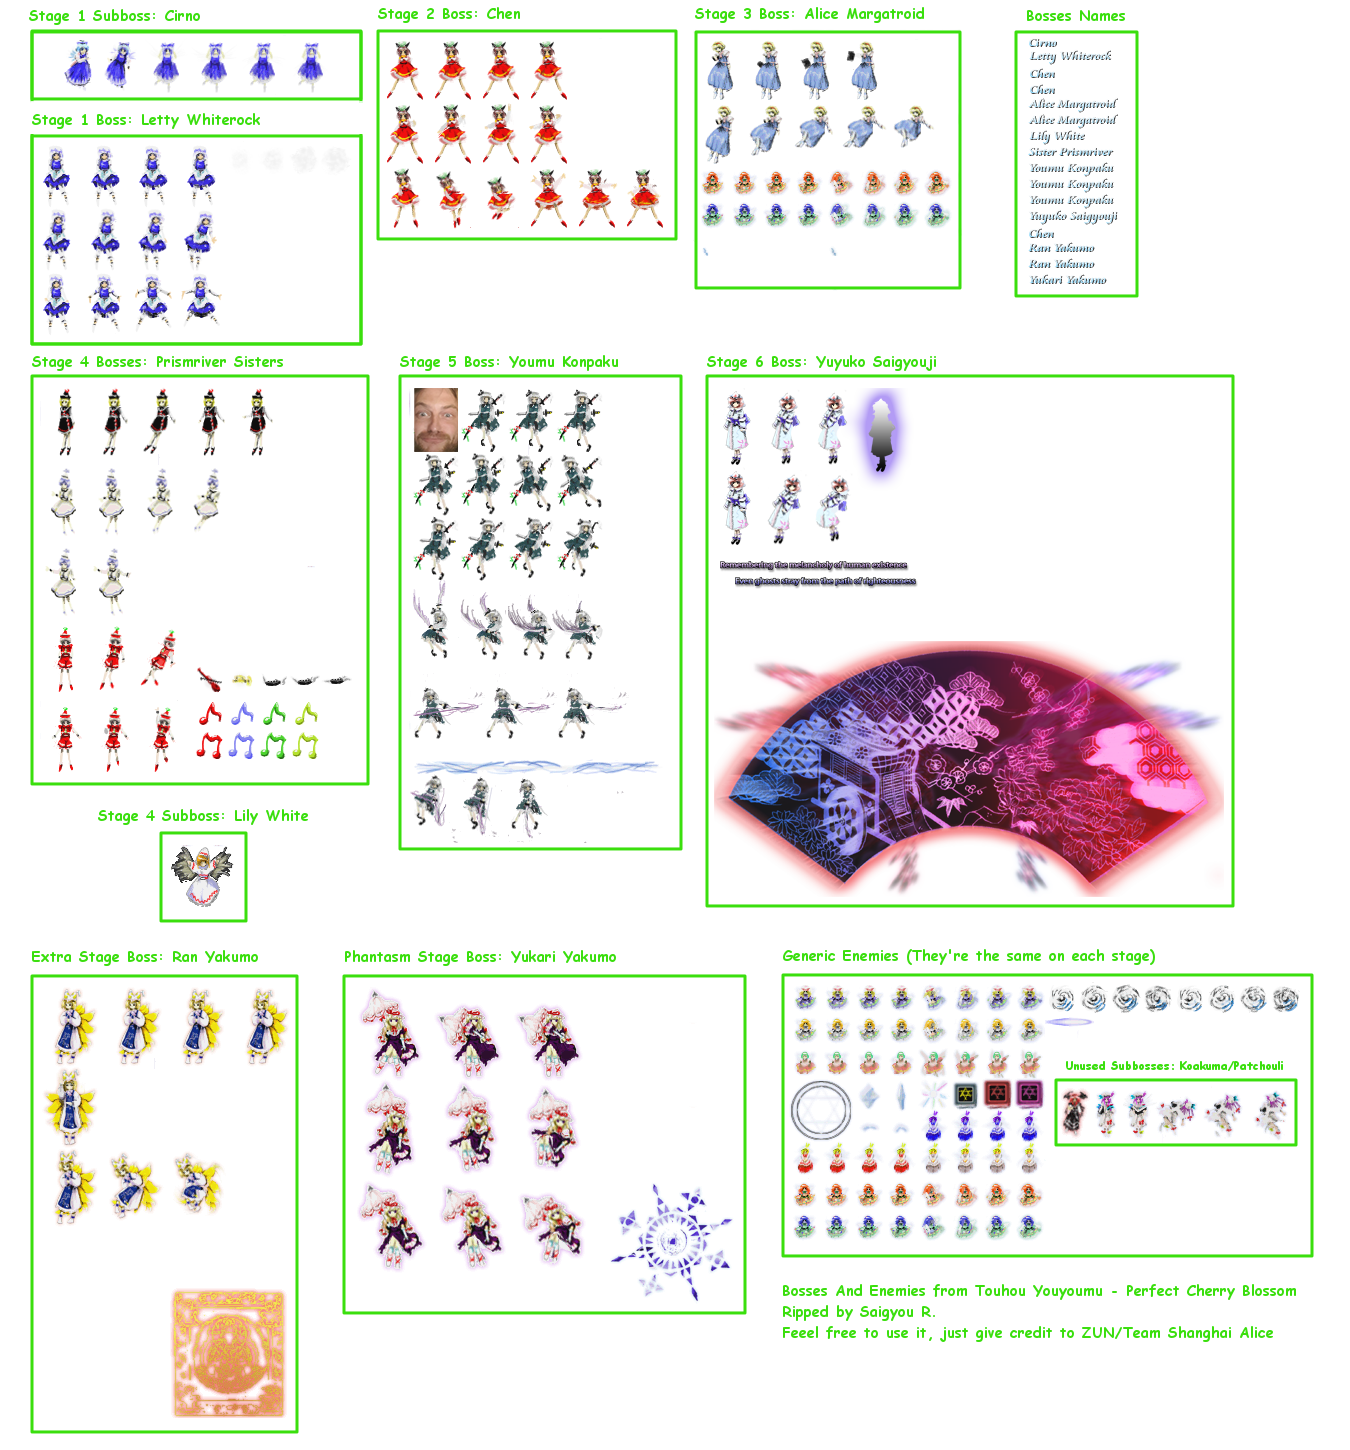 Stage 1 Subboss: Cirno
Stage 2 Boss: Chen
Stage 3 Boss: Alice Margatroid
Bosses Names
Cirno
Letty Whiterock
Chen
Chen
Alice Margatroid
Alice Margatroid
Lily White
Sister Prismriver
Youmu Konpaku
Youmu Konpaku
Youmu Konpaku
Yuyuko Saigyouji
Chen
Ran Yakumo
Ran Yakumo
Yukari Yakumo
Stage 1 Boss: Letty Whiterock
Stage 4 Bosses: Prismriver Sisters
Stage 5 Boss: Youmu Konpaku
Stage 6 Boss: Yuyuko Saigyouji
Remembering the melancholy of human existence
Even ghosts stray from the path of righteousness
Stage 4 Subboss: Lily White
Extra Stage Boss: Ran Yakumo
Phantasm Stage Boss: Yukari Yakumo
Generic Enemies (They're the same on each stage)
Unused Subbosses: Koakuma/Patchouli
Bosses And Enemies from Touhou Youyoumu - Perfect Cherry Blossom
Ripped by Saigyou R.
Feeel free to use it, just give credit to ZUN/Team Shanghai Alice